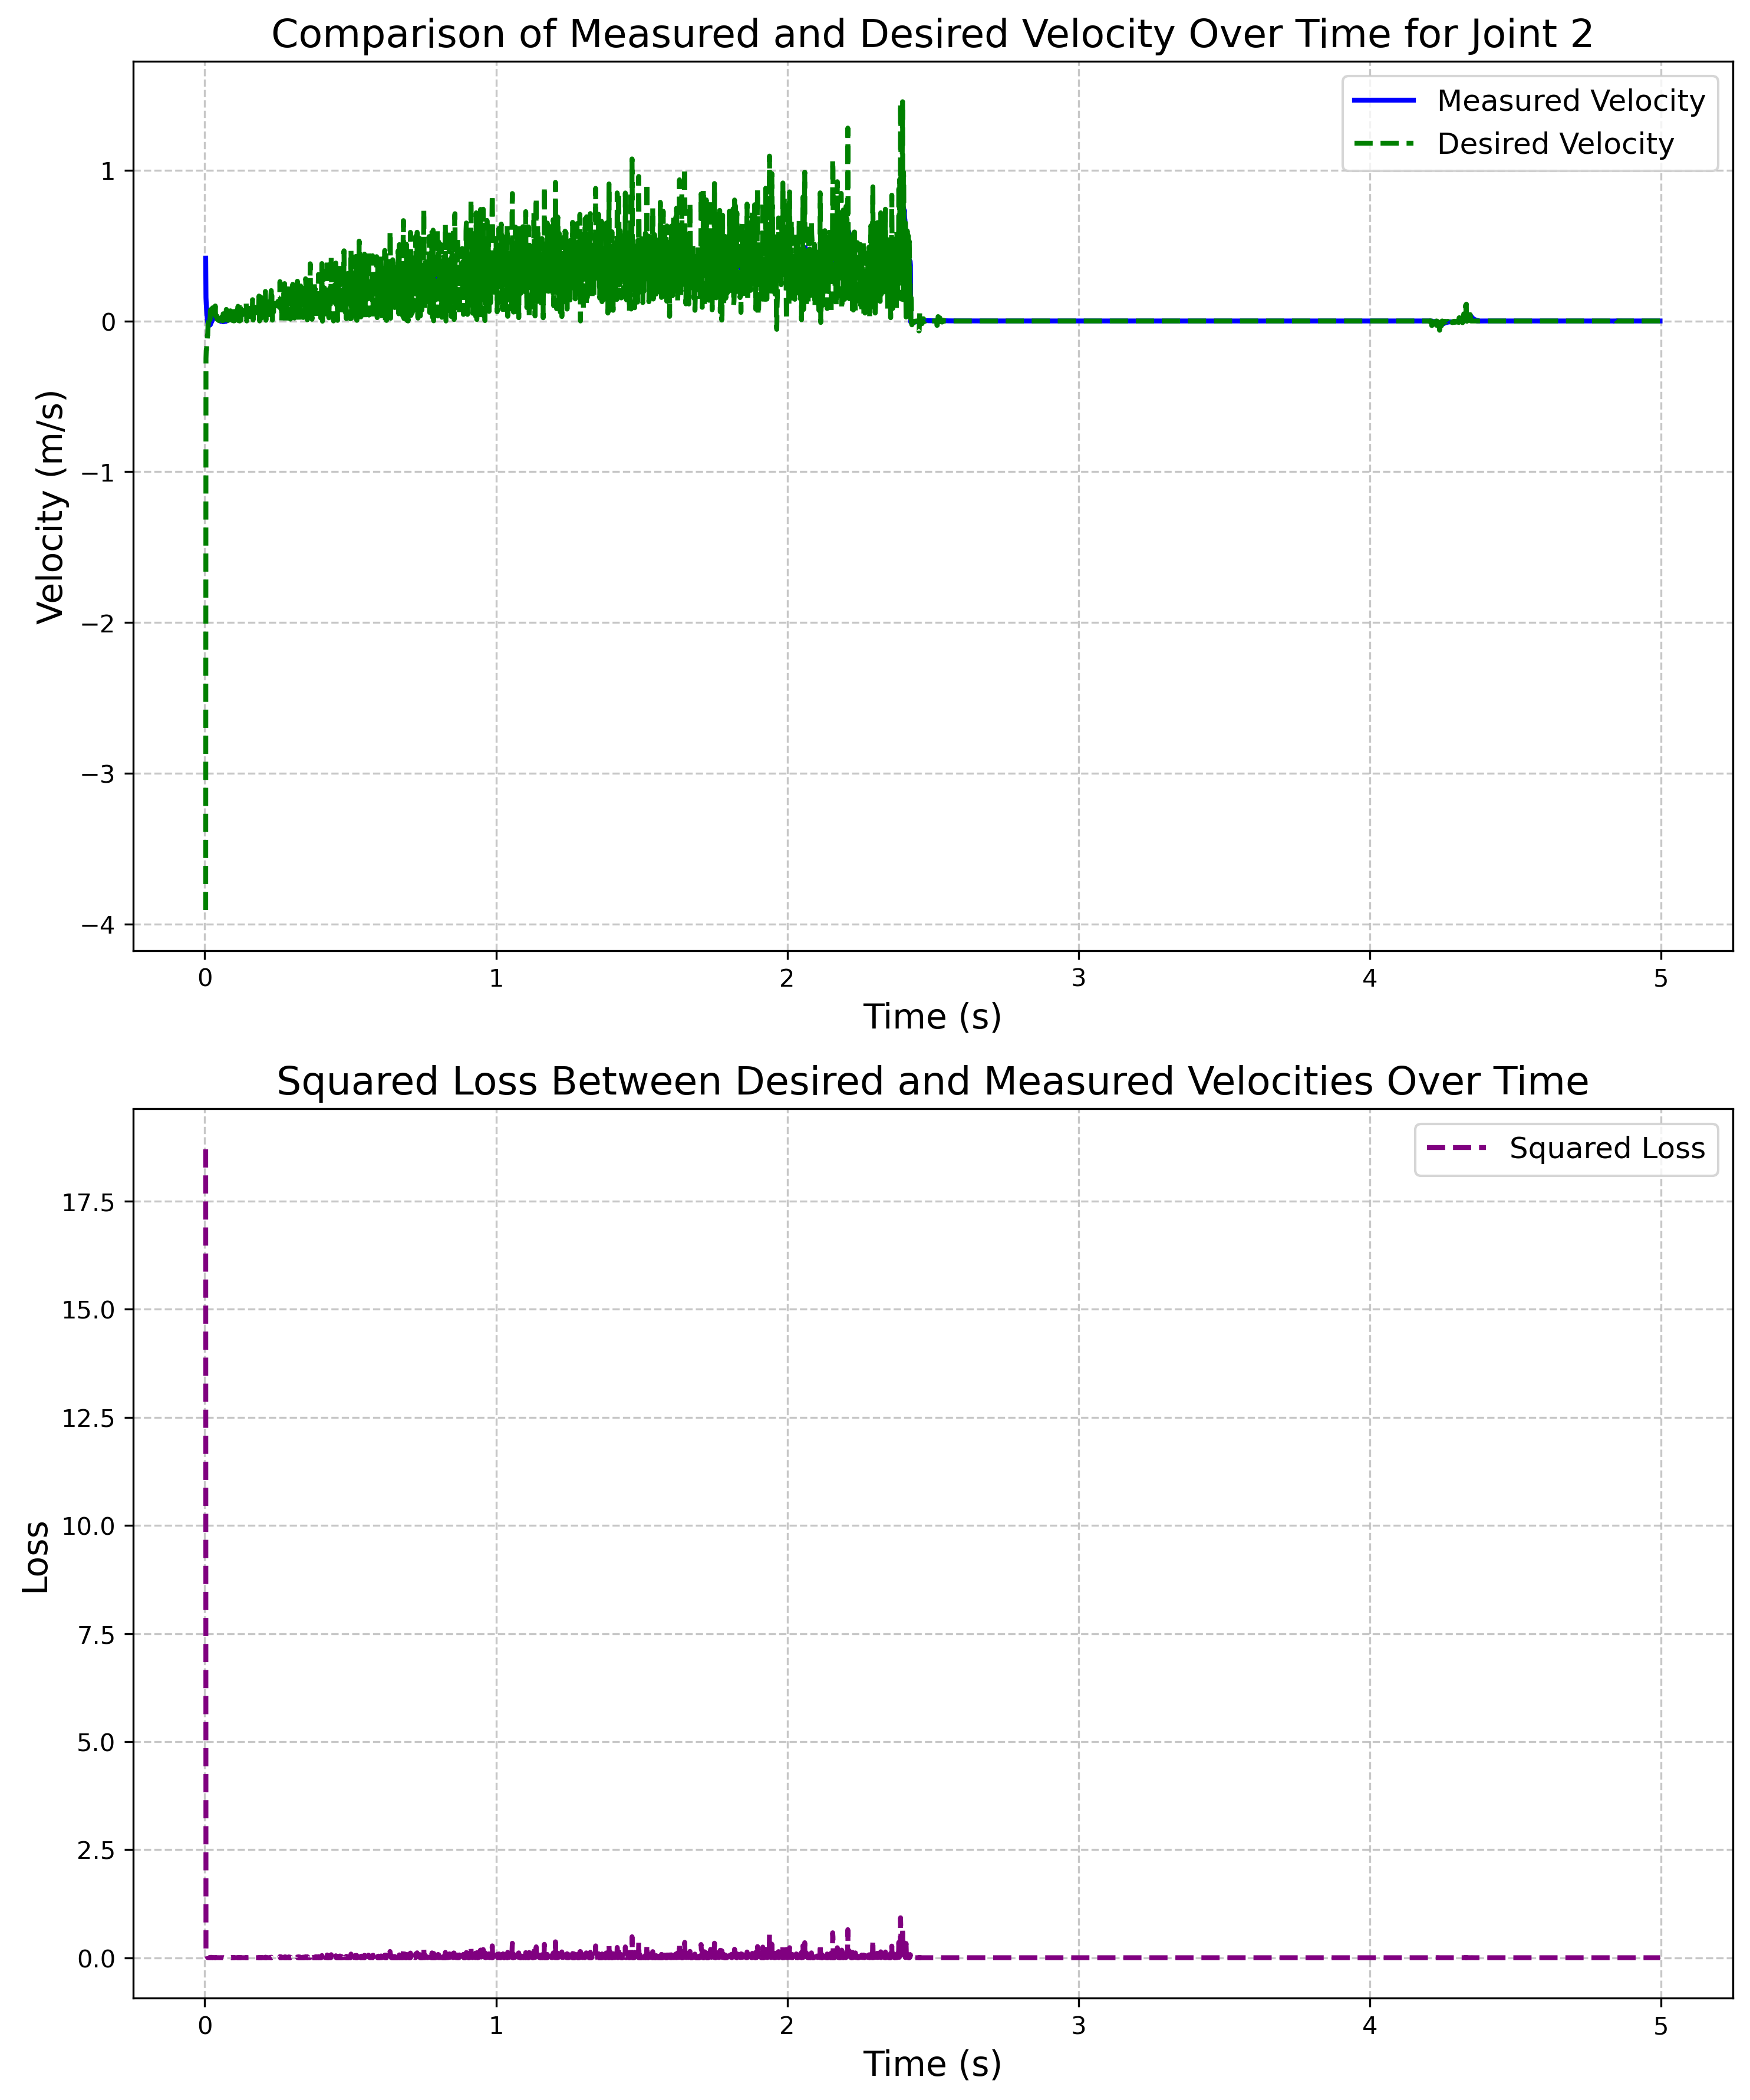 Comparison of Measured and Desired Velocity Over Time for Joint 2
Measured Velocity
Desired Velocity
Velocity (m/s)
1
0
−1
−2
−3
−4
0 1 2 3 4 5
Time (s)
Squared Loss Between Desired and Measured Velocities Over Time
Squared Loss
Loss
17.5
15.0
12.5
10.0
7.5
5.0
2.5
0.0
0 1 2 3 4 5
Time (s)